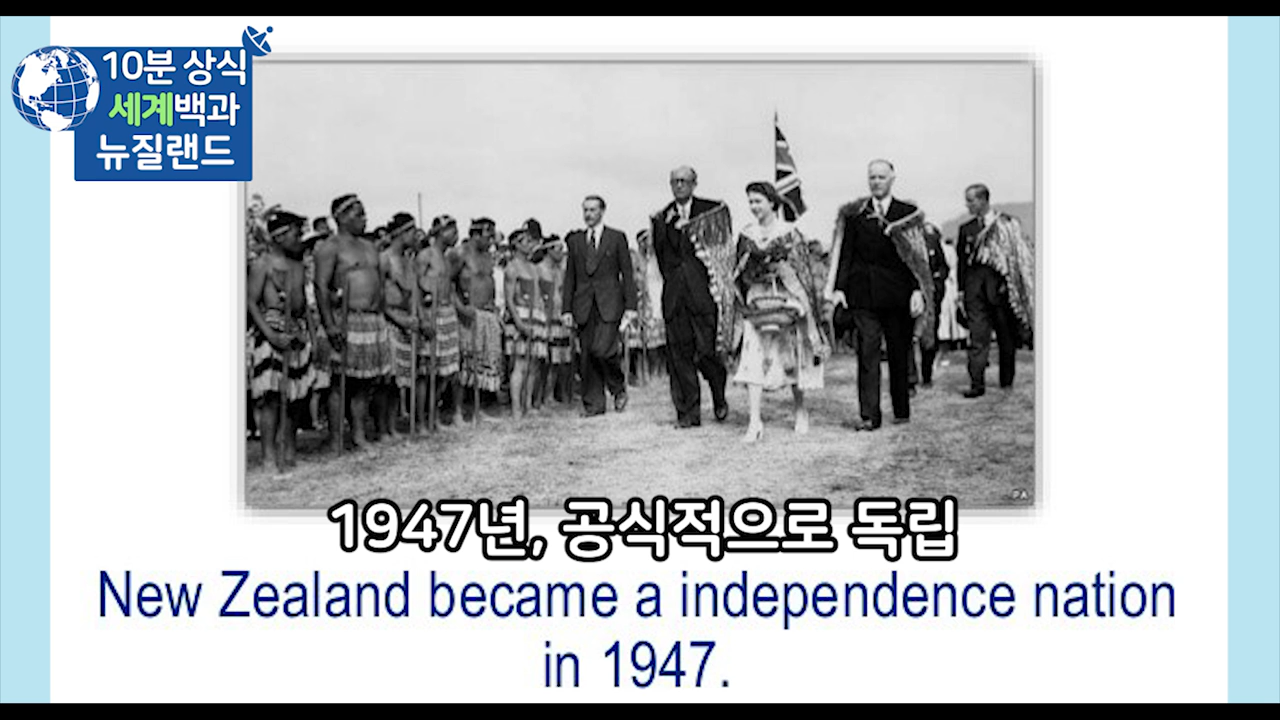 10분 상식
세계백과
뉴질랜드
PA
1947년, 공식적으로 독립
New Zealand became a independence nation
in 1947.